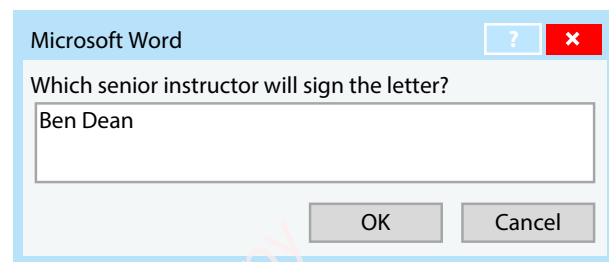 Microsoft Word ? ×
Which senior instructor will sign the letter?
Ben Dean
OK Cancel